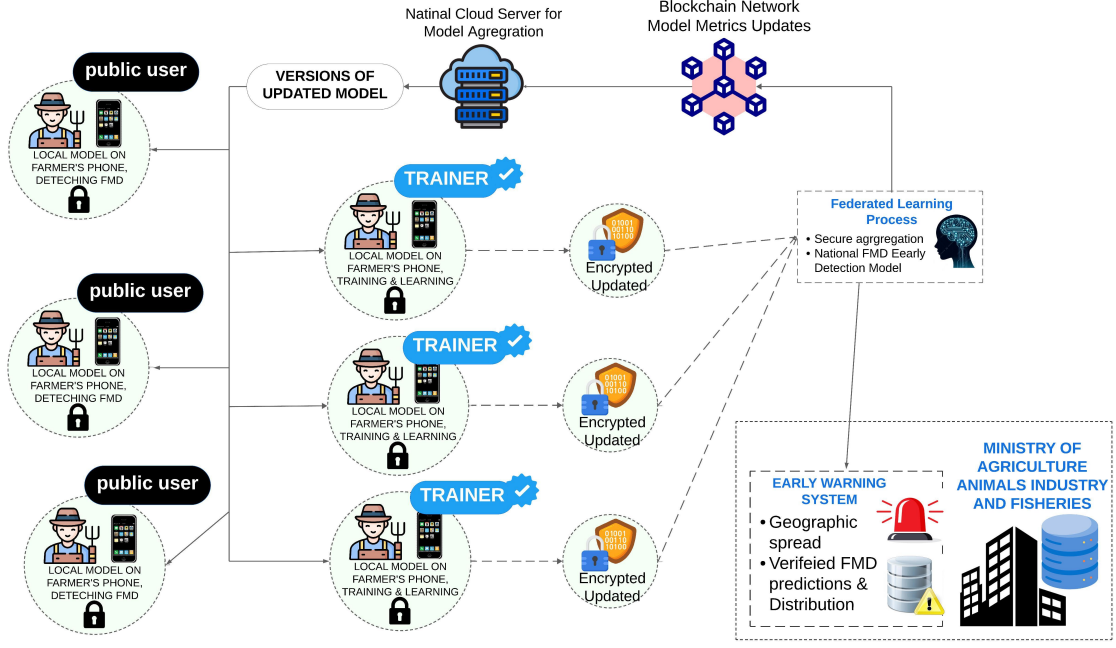 Natinal Cloud Server for
Model Agregration
Blockchain Network
Model Metrics Updates
public user
VERSIONS OF
UPDATED MODEL
LOCAL MODEL ON
FARMER'S PHONE,
DETECHING FMD
TRAINER
LOCAL MODEL ON
FARMER'S PHONE,
TRAINING & LEARNING
01001
00110
10100
Encrypted
Updated
Federated Learning
Process
• Secure agrgregation
• National FMD Eearly
Detection Model
public user
LOCAL MODEL ON
FARMER'S PHONE,
DETECHING FMD
TRAINER
LOCAL MODEL ON
FARMER'S PHONE,
TRAINING & LEARNING
01001
00110
10100
Encrypted
Updated
public user
LOCAL MODEL ON
FARMER'S PHONE,
DETECHING FMD
TRAINER
LOCAL MODEL ON
FARMER'S PHONE,
TRAINING & LEARNING
01001
00110
10100
Encrypted
Updated
EARLY WARNING
SYSTEM
• Geographic
spread
• Verifeied FMD
predictions &
Distribution
MINISTRY OF
AGRICULTURE
ANIMALS INDUSTRY
AND FISHERIES